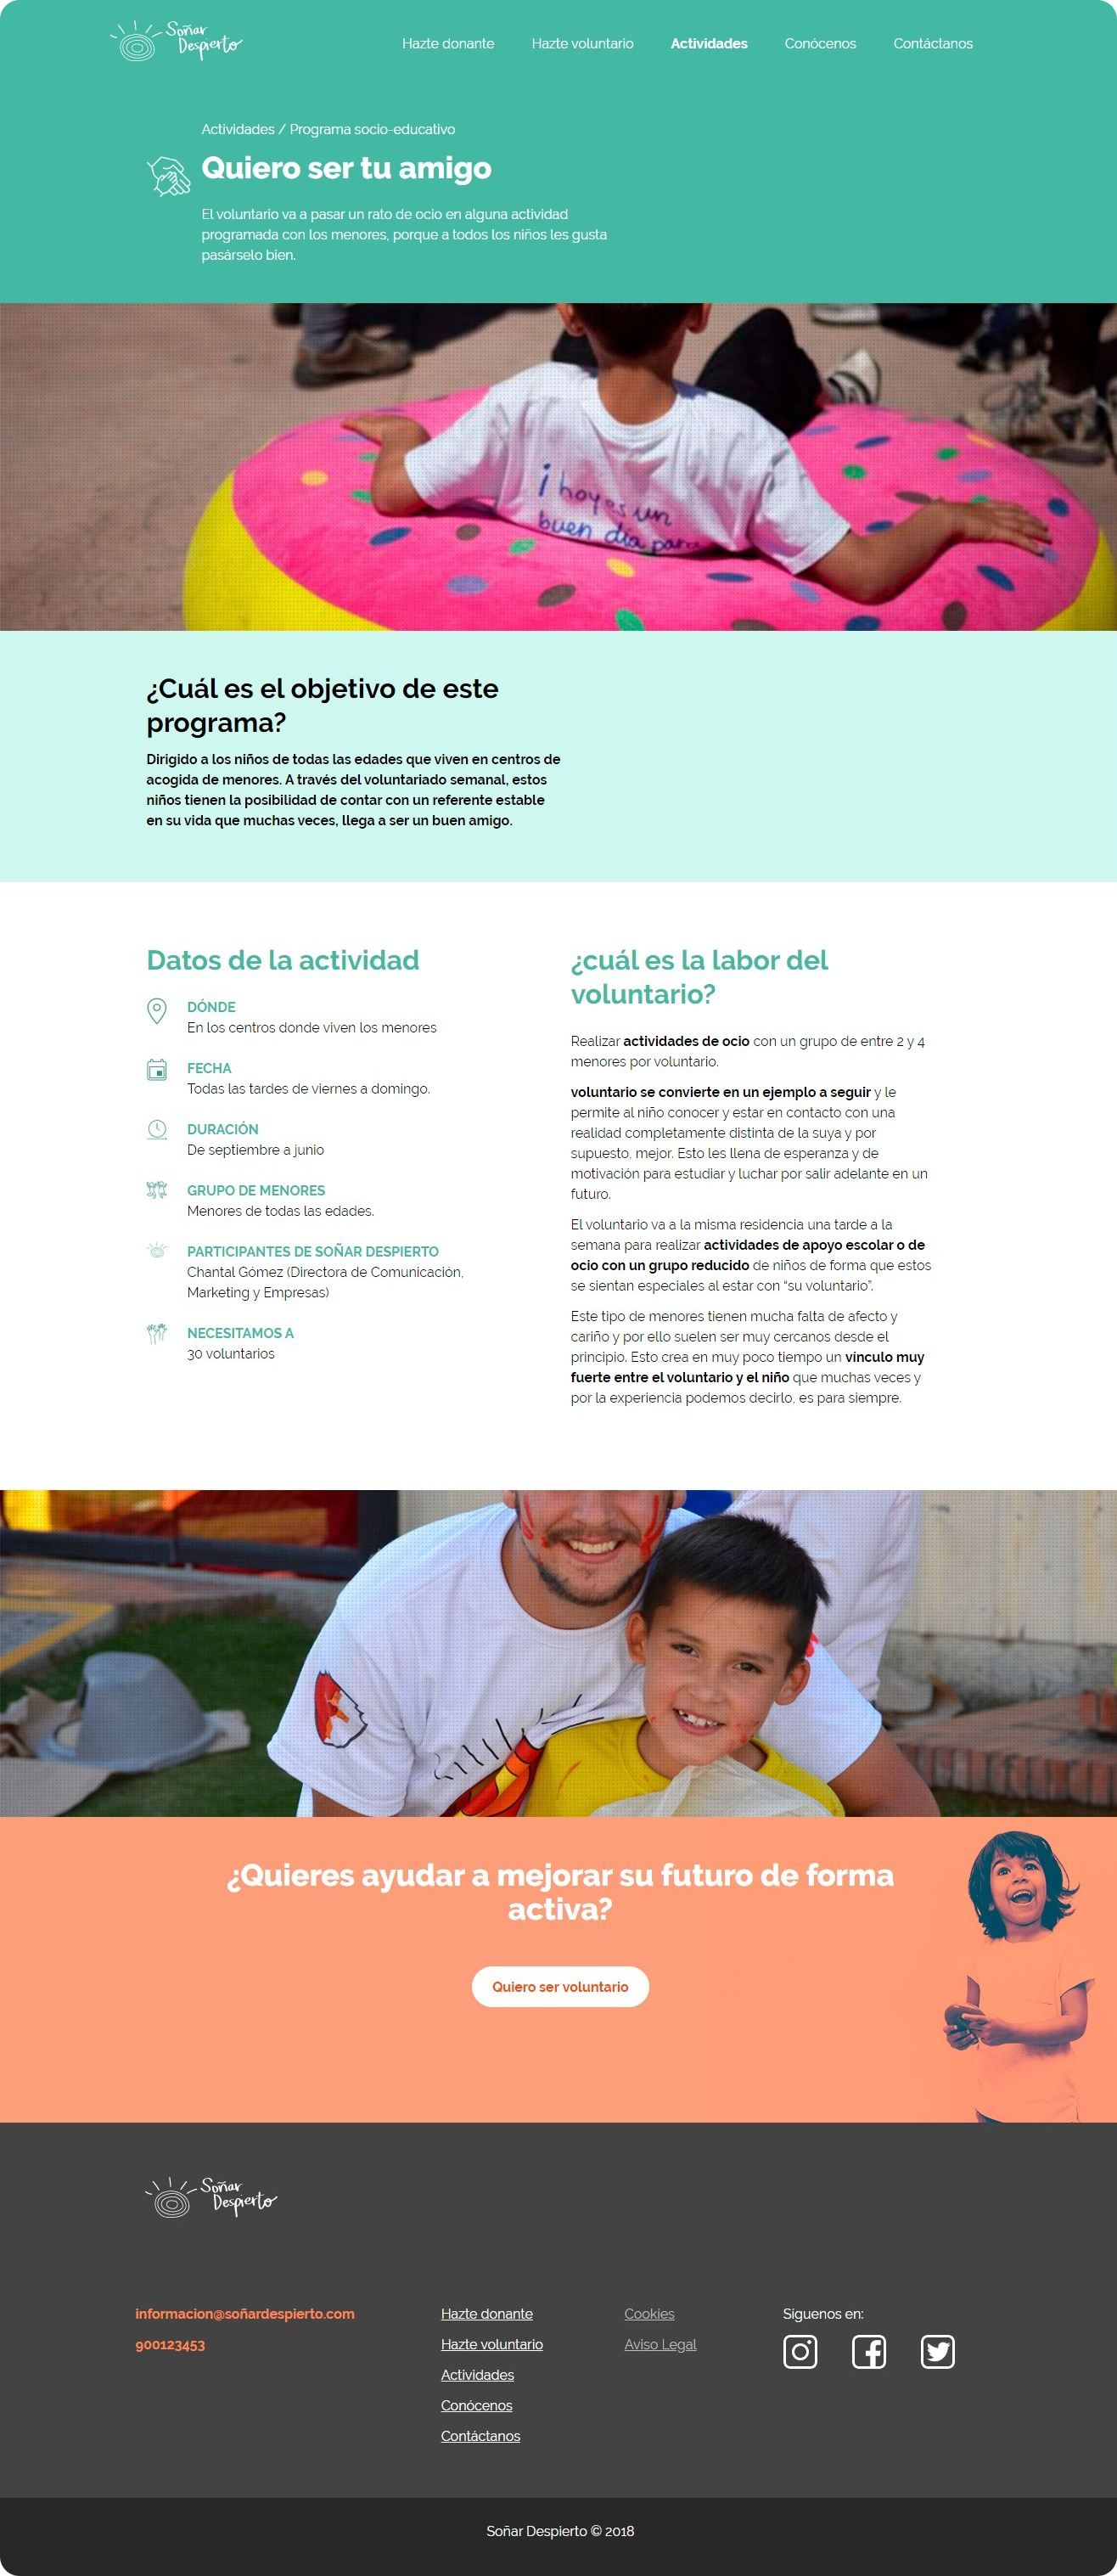 Soñar
Despierto
Hazte donante
Hazte voluntario
Actividades
Conócenos
Contáctanos
Actividades / Programa socio-educativo
Quiero ser tu amigo
El voluntario va a pasar un rato de ocio en alguna actividad
programada con los menores, porque a todos los niños les gusta
pasárselo bien.
¡hoy es un
buen día para
¿Cuál es el objetivo de este
programa?
Dirigido a los niños de todas las edades que viven en centros de
acogida de menores. A través del voluntariado semanal, estos
niños tienen la posibilidad de contar con un referente estable
en su vida que muchas veces, llega a ser un buen amigo.
Datos de la actividad
DÓNDE
En los centros donde viven los menores
FECHA
Todas las tardes de viernes a domingo.
DURACIÓN
De septiembre a junio
GRUPO DE MENORES
Menores de todas las edades.
PARTICIPANTES DE SOÑAR DESPIERTO
Chantal Gómez (Directora de Comunicación,
Marketing y Empresas)
NECESITAMOS A
30 voluntarios
¿cuál es la labor del
voluntario?
Realizar actividades de ocio con un grupo de entre 2 y 4
menores por voluntario.
voluntario se convierte en un ejemplo a seguir y le
permite al niño conocer y estar en contacto con una
realidad completamente distinta de la suya y por
supuesto, mejor. Esto les llena de esperanza y de
motivación para estudiar y luchar por salir adelante en un
futuro.
El voluntario va a la misma residencia una tarde a la
semana para realizar actividades de apoyo escolar o de
ocio con un grupo reducido de niños de forma que estos
se sientan especiales al estar con “su voluntario”.
Este tipo de menores tienen mucha falta de afecto y
cariño y por ello suelen ser muy cercanos desde el
principio. Esto crea en muy poco tiempo un vínculo muy
fuerte entre el voluntario y el niño que muchas veces y
por la experiencia podemos decirlo, es para siempre.
¿Quieres ayudar a mejorar su futuro de forma
activa?
Quiero ser voluntario
Soñar
Despierto
informacion@soñardespierto.com
900123453
Hazte donante
Hazte voluntario
Actividades
Conócenos
Contáctanos
Cookies
Aviso Legal
Síguenos en:
Soñar Despierto © 2018